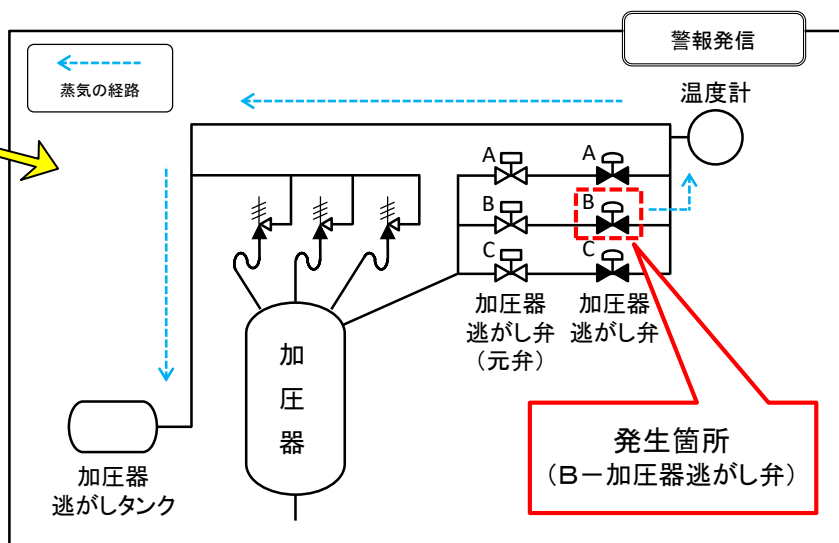 警報発信
蒸気の経路
温度計
A
A
B
B
C
C
加圧器
逃がし弁
(元弁)
加圧器
逃がし弁
加
圧
器
発生箇所
(B-加圧器逃がし弁)
加圧器
逃がしタンク